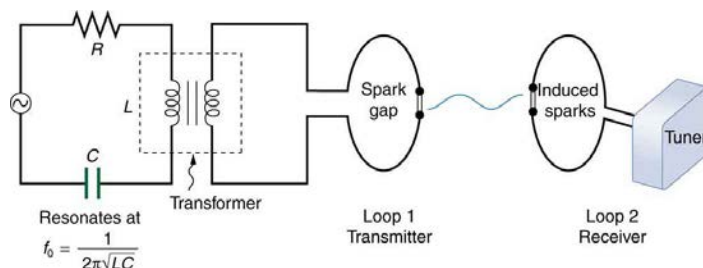 R
L
C
Transformer
Resonates at
f₀ = 1 / 2π√LC
Spark
gap
Loop 1
Transmitter
Induced
sparks
Tuner
Loop 2
Receiver